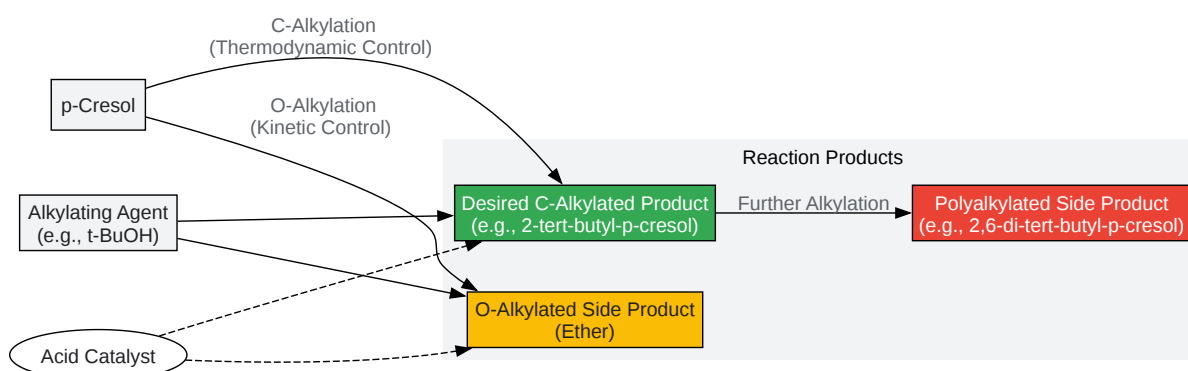 C-Alkylation
(Thermodynamic Control)
p-Cresol
O-Alkylation
(Kinetic Control)
Reaction Products
Alkylating Agent
(e.g., t-BuOH)
Desired C-Alkylated Product
(e.g., 2-tert-butyl-p-cresol)
Further Alkylation
Polyalkylated Side Product
(e.g., 2,6-di-tert-butyl-p-cresol)
O-Alkylated Side Product
(Ether)
Acid Catalyst